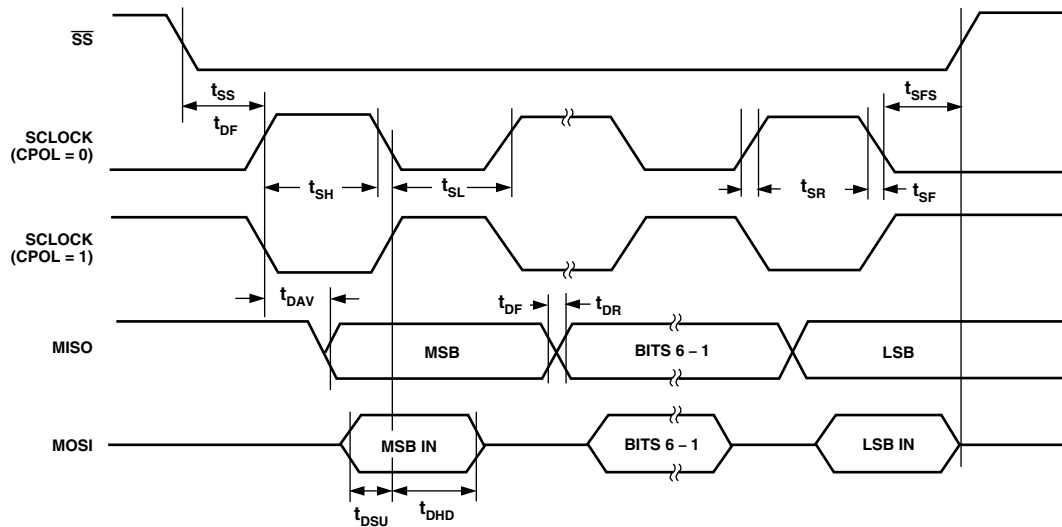 SS
tSS
tSFS
tDF
SCLOCK
(CPOL = 0)
tSH
tSL
tSR
tSF
SCLOCK
(CPOL = 1)
tDAV
tDF
tDR
MISO
MSB
BITS 6 – 1
LSB
MOSI
MSB IN
BITS 6 – 1
LSB IN
tDSU
tDHD